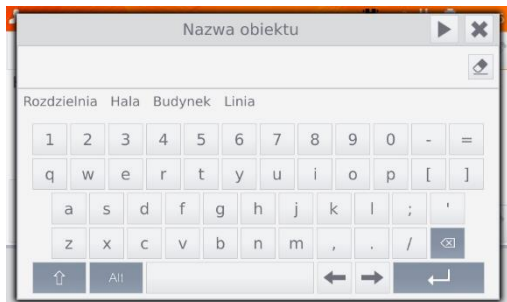 Nazwa obiektu
Rozdzielnia Hala Budynek Linia
1 2 3 4 5 6 7 8 9 0 - =
q w e r t y u i o p [ ]
a s d f g h j k l ; '
z x c v b n m , . /
Alt